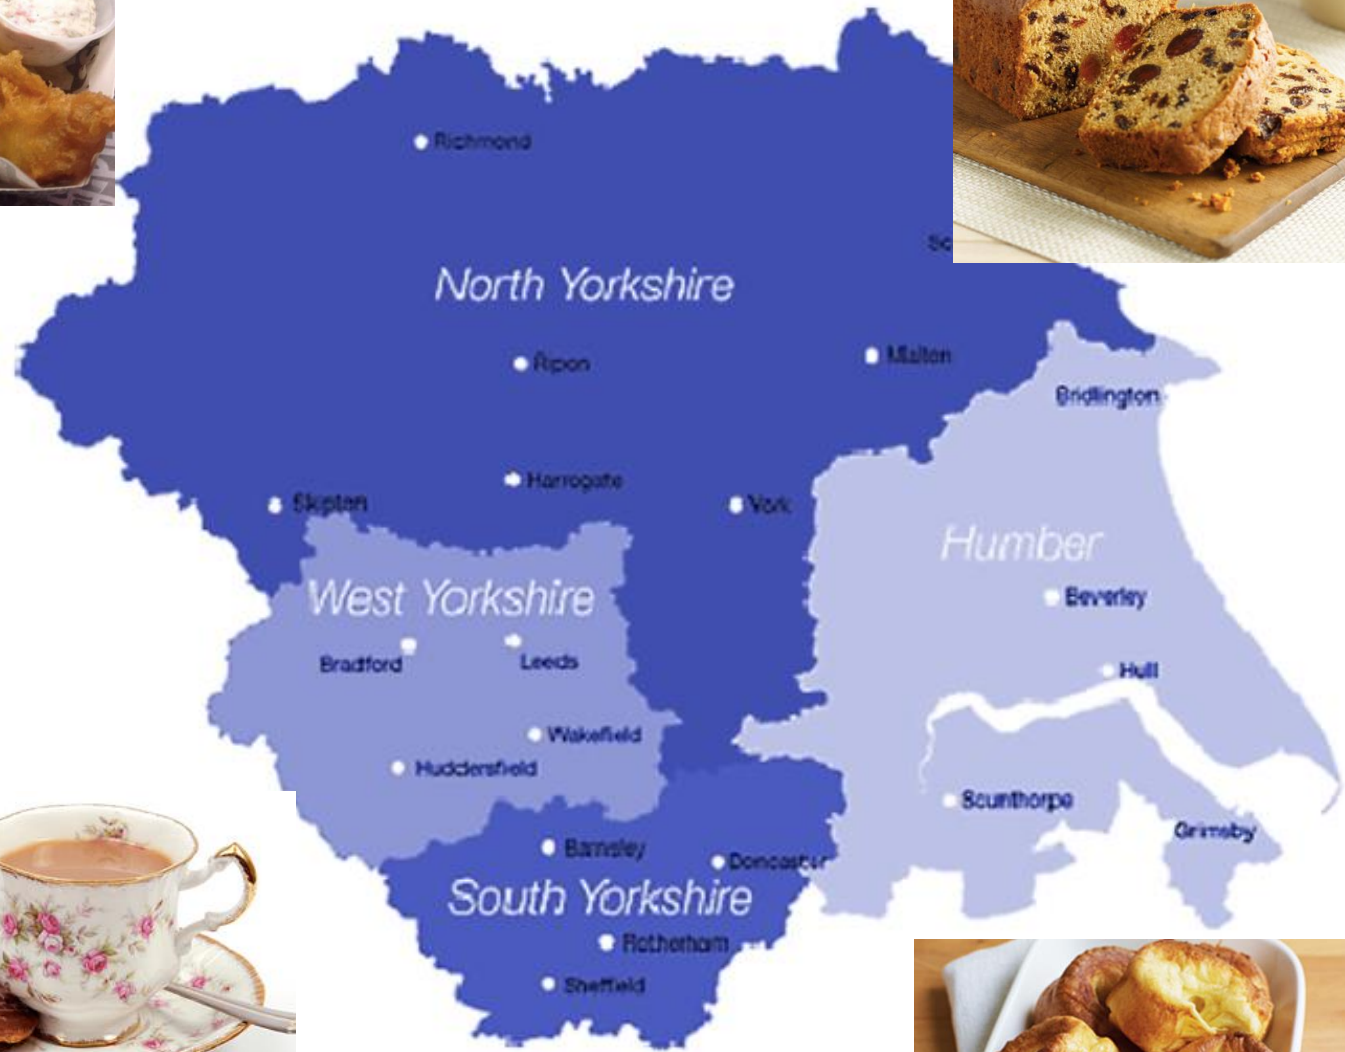 Richmond
Sc
North Yorkshire
Ripon
Malton
Bridlington
Harrogate
Skipton
York
Humber
West Yorkshire
Beverley
Bradford
Leeds
Hull
Wakefield
Huddersfield
Scunthorpe
Grimsby
Barnsley
Doncaster
South Yorkshire
Rotherham
Sheffield